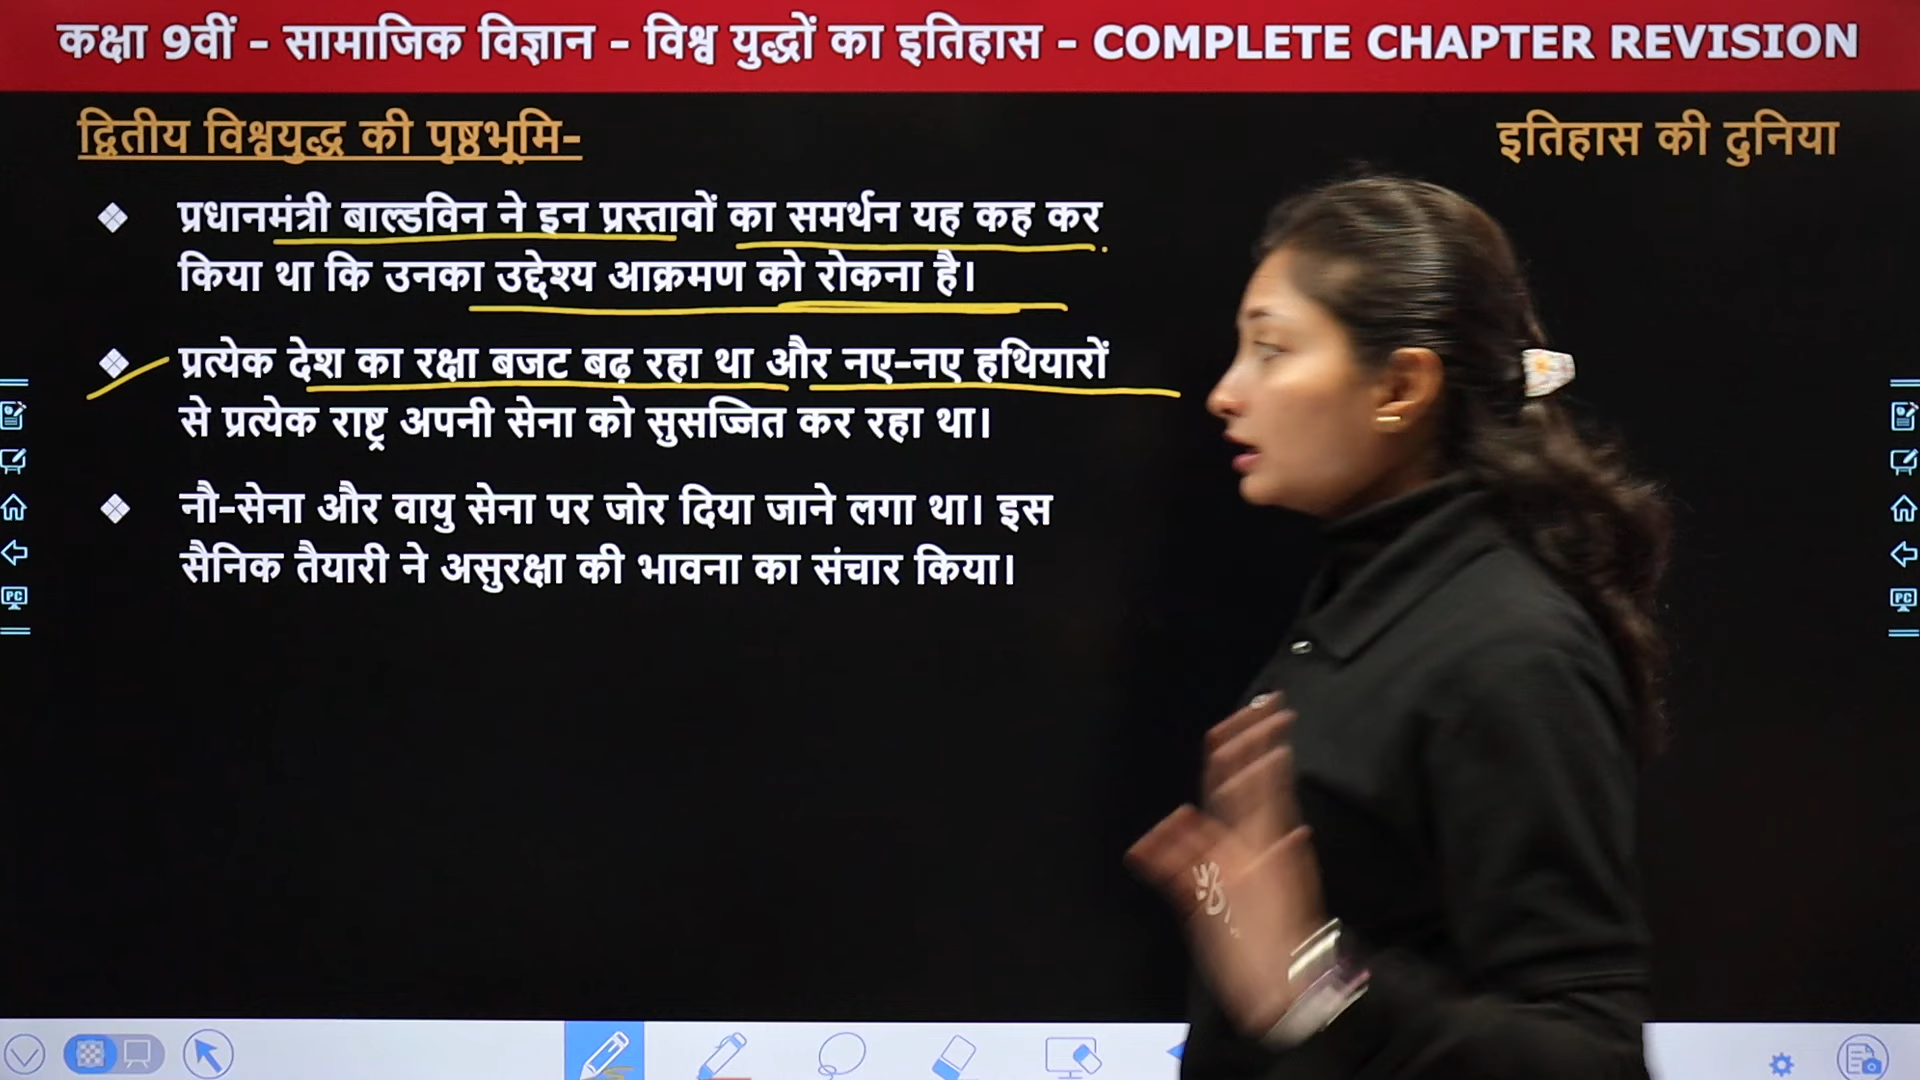 कक्षा 9वीं - सामाजिक विज्ञान - विश्व युद्धों का इतिहास - COMPLETE CHAPTER REVISION
द्वितीय विश्वयुद्ध की पृष्ठभूमि-
इतिहास की दुनिया
❖ प्रधानमंत्री बाल्डविन ने इन प्रस्तावों का समर्थन यह कह कर
किया था कि उनका उद्देश्य आक्रमण को रोकना है।
❖ प्रत्येक देश का रक्षा बजट बढ़ रहा था और नए-नए हथियारों
से प्रत्येक राष्ट्र अपनी सेना को सुसज्जित कर रहा था।
❖ नौ-सेना और वायु सेना पर जोर दिया जाने लगा था। इस
सैनिक तैयारी ने असुरक्षा की भावना का संचार किया।
PC
PC